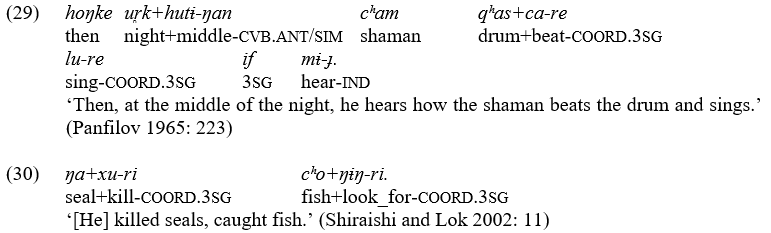 (29) hoŋke ur̭k+hutɨ-ŋan cʰam qʰas+ca-re
then night+middle-CVB.ANT/SIM shaman drum+beat-COORD.3SG
lu-re if mɨ-ɟ.
sing-COORD.3SG 3SG hear-IND
‘Then, at the middle of the night, he hears how the shaman beats the drum and sings.’
(Panfilov 1965: 223)
(30) ŋa+xu-ri cʰo+ŋɨŋ-ri.
seal+kill-COORD.3SG fish+look_for-COORD.3SG
‘[He] killed seals, caught fish.’ (Shiraishi and Lok 2002: 11)